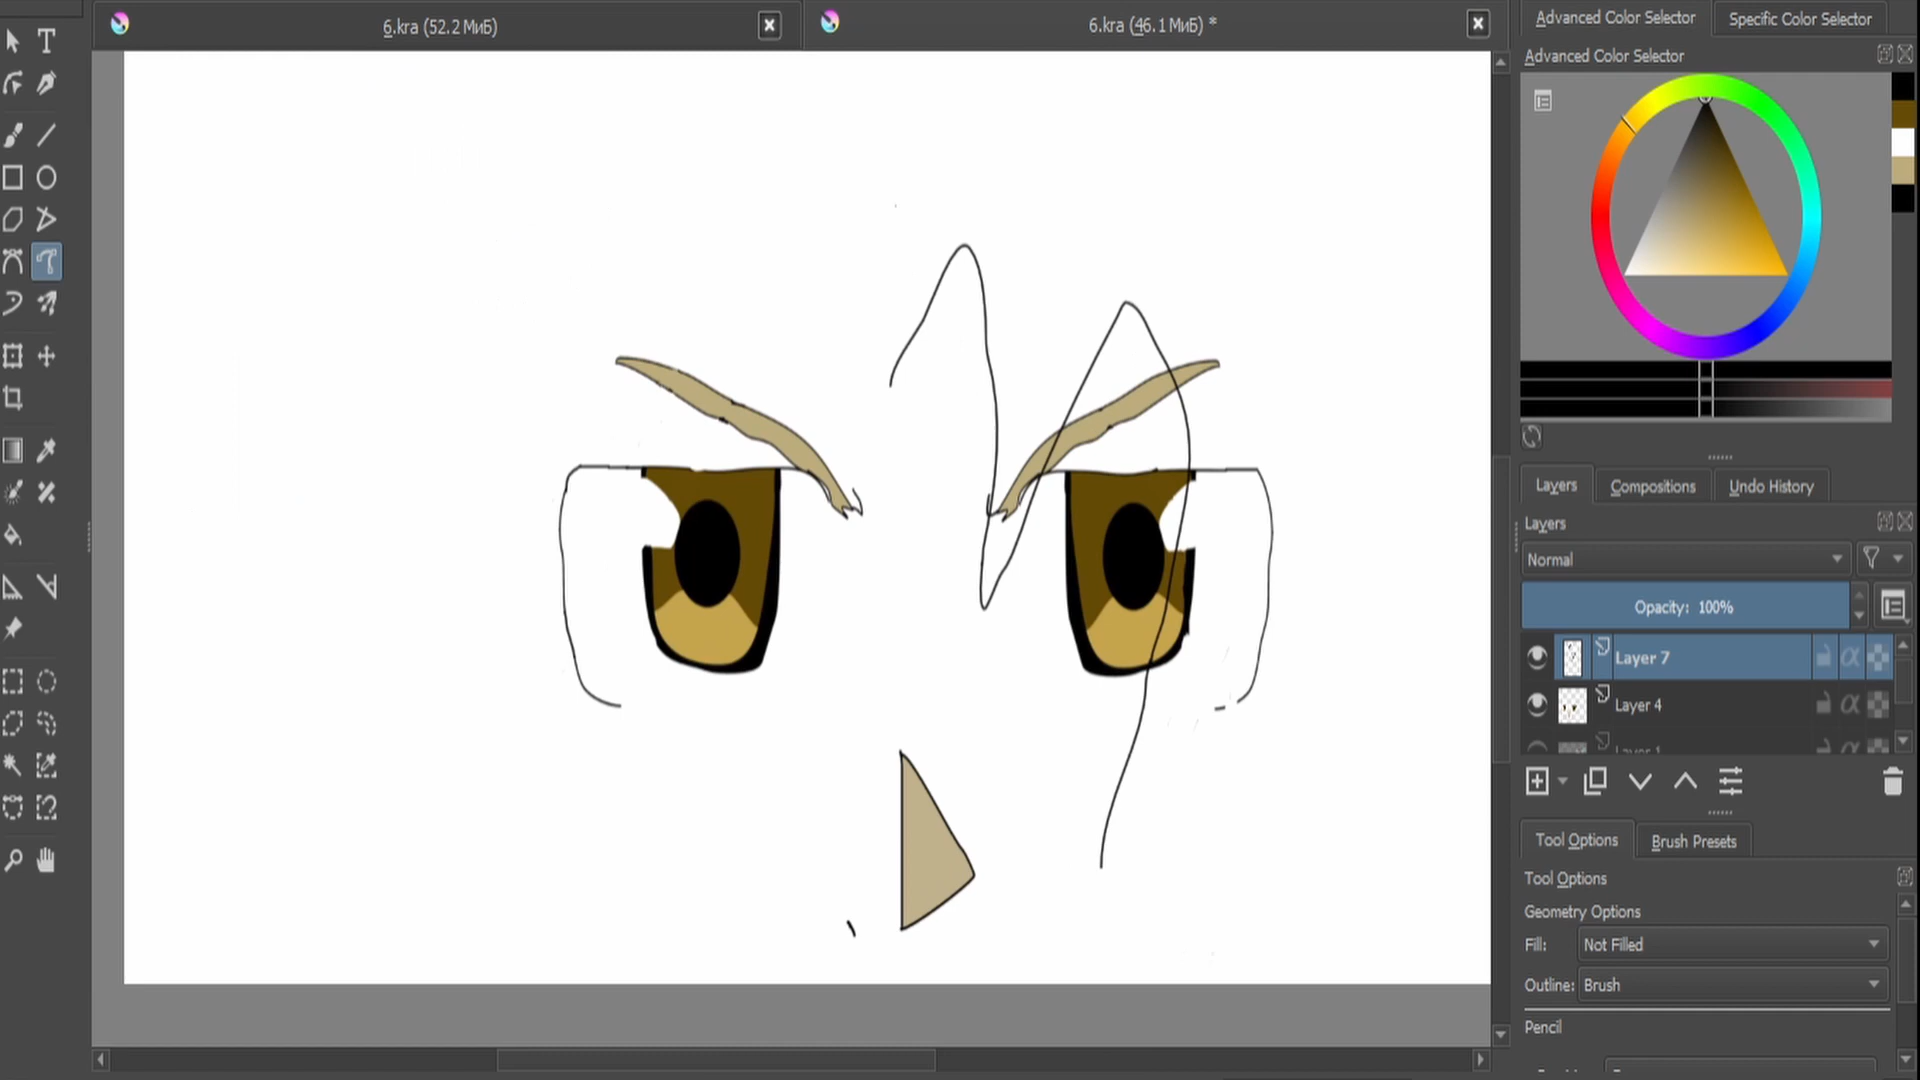 6.kra (52.2 МиБ)
6.kra (46.1 МиБ) *
Advanced Color Selector
Specific Color Selector
Advanced Color Selector
Layers
Compositions
Undo History
Layers
Normal
Opacity: 100%
Layer 7
Layer 4
Layer 1
Tool Options
Brush Presets
Tool Options
Geometry Options
Fill: Not Filled
Outline: Brush
Pencil